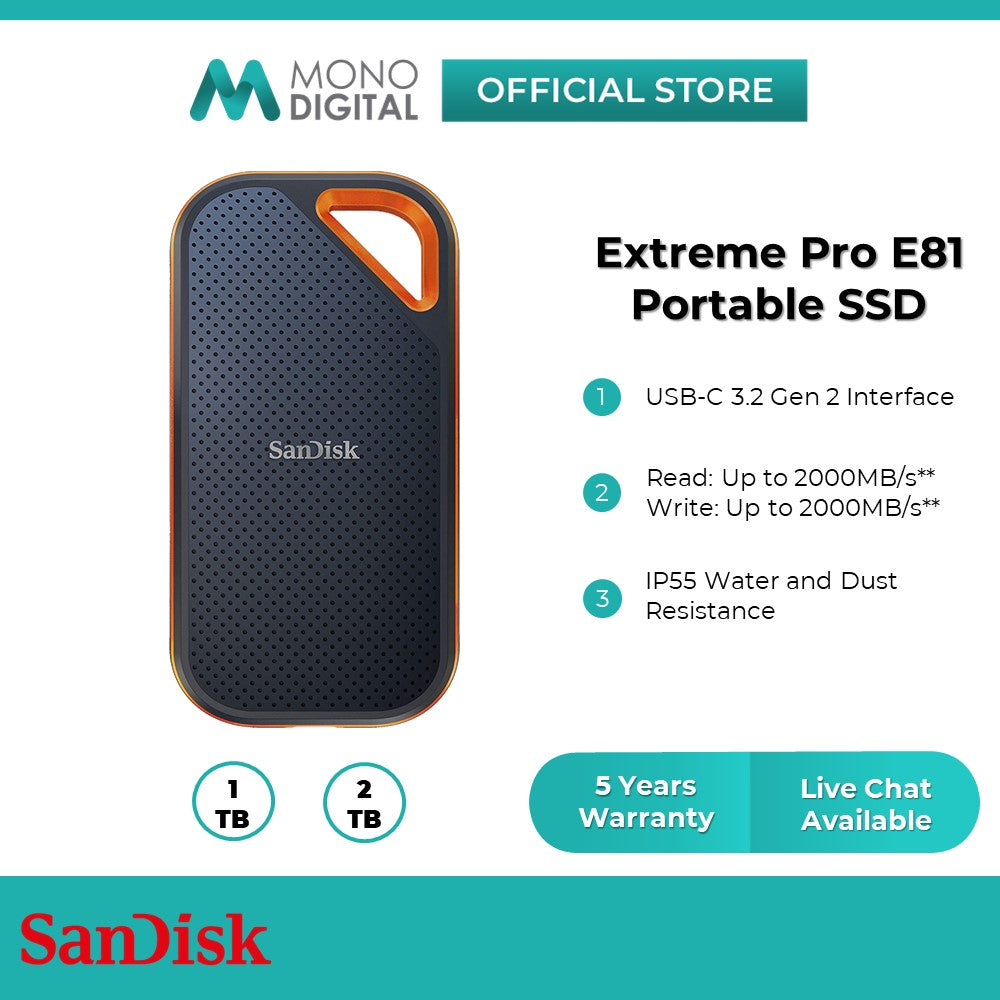 MONO
DIGITAL
OFFICIAL STORE
Extreme Pro E81
Portable SSD
1 USB-C 3.2 Gen 2 Interface
2 Read: Up to 2000MB/s**
Write: Up to 2000MB/s**
3 IP55 Water and Dust
Resistance
SanDisk
1
TB
2
TB
5 Years
Warranty
Live Chat
Available
SanDisk